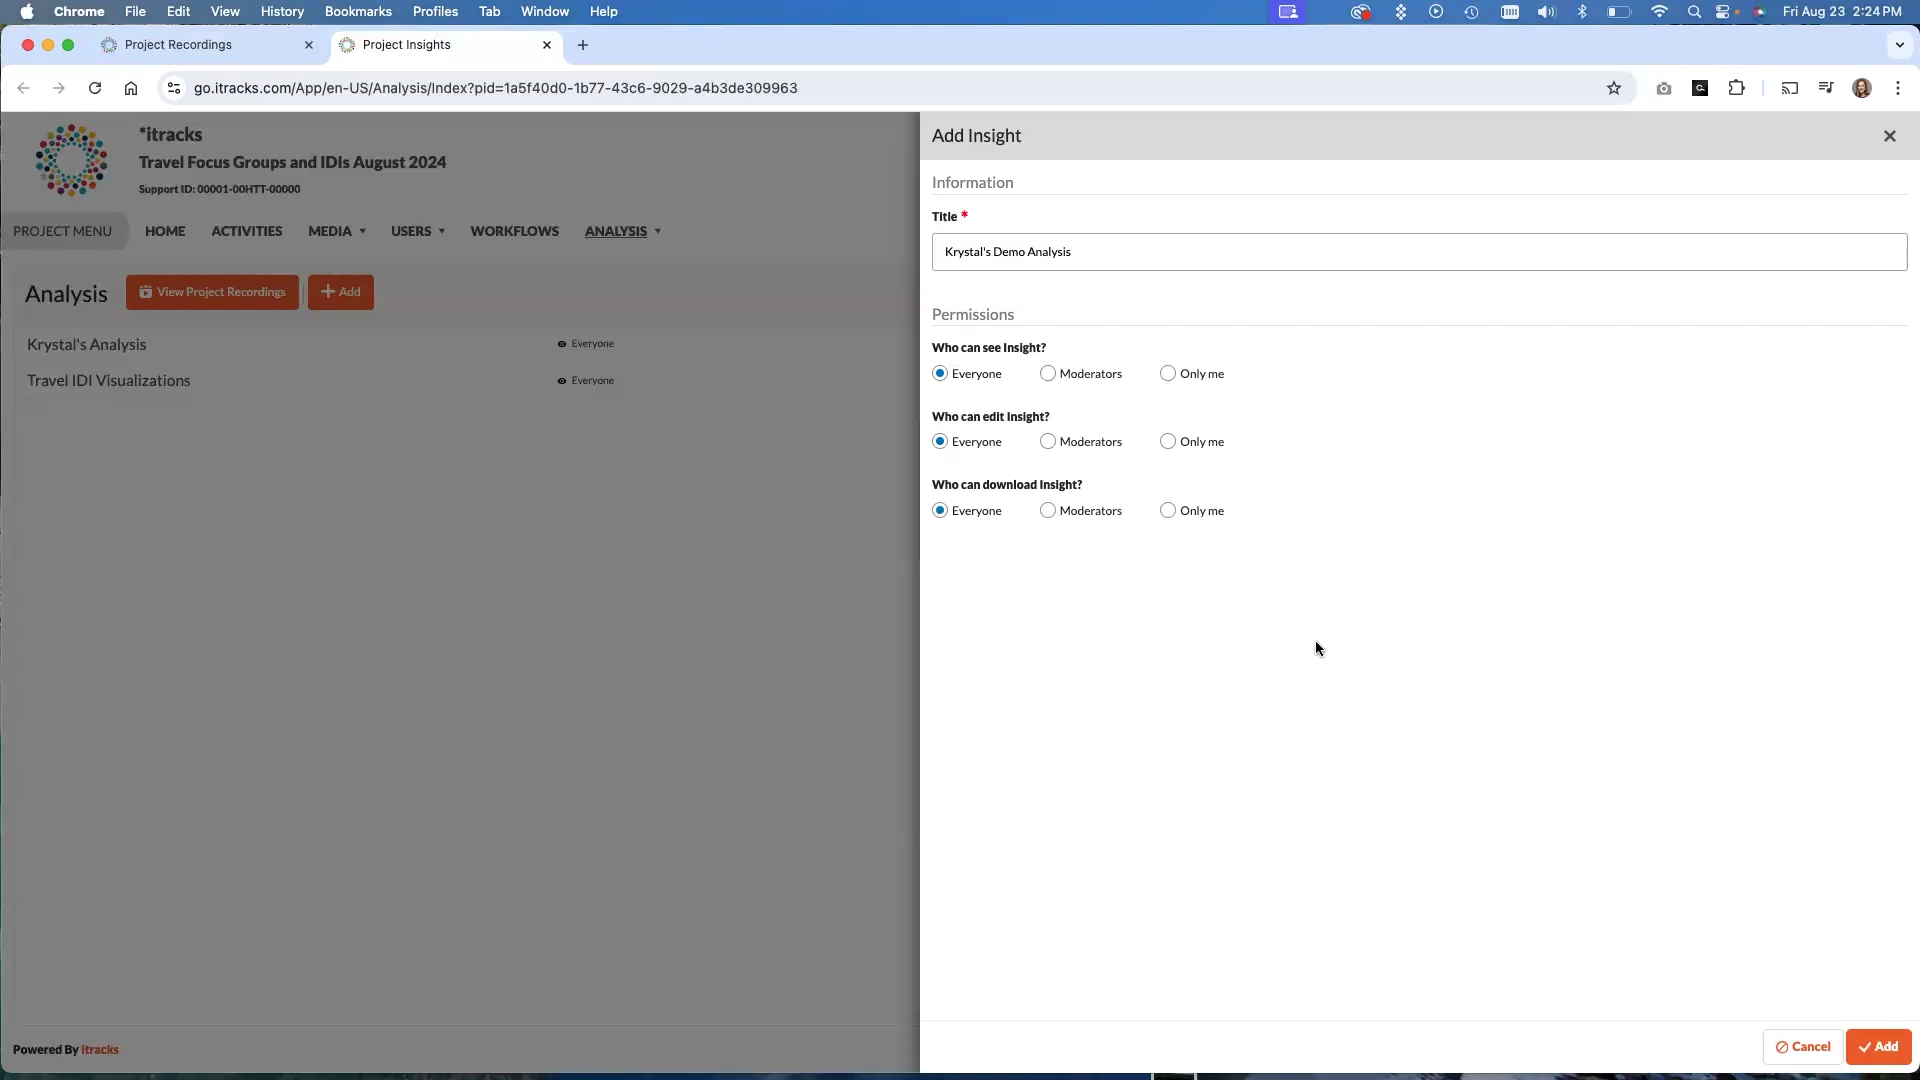 Chrome File Edit View History Bookmarks Profiles Tab Window Help Fri Aug 23 2:24 PM
Project Recordings Project Insights
go.itracks.com/App/en-US/Analysis/Index?pid=1a5f40d0-1b77-43c6-9029-a4b3de309963
*itracks
Travel Focus Groups and IDIs August 2024
Support ID: 00001-00HTT-00000
PROJECT MENU HOME ACTIVITIES MEDIA USERS WORKFLOWS ANALYSIS
Analysis View Project Recordings Add
Krystal's Analysis Everyone
Travel IDI Visualizations Everyone
Powered By itracks
Add Insight
Information
Title *
Krystal's Demo Analysis
Permissions
Who can see Insight?
Everyone Moderators Only me
Who can edit Insight?
Everyone Moderators Only me
Who can download Insight?
Everyone Moderators Only me
Cancel Add